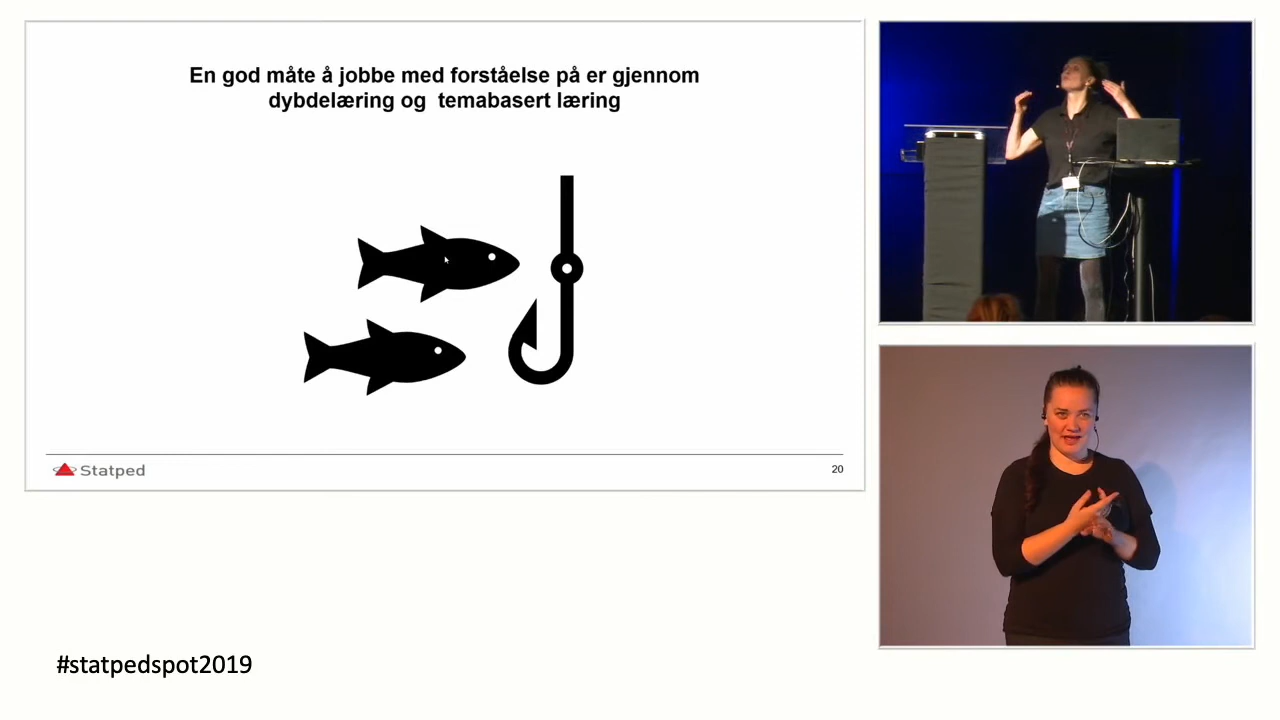 En god måte å jobbe med forståelse på er gjennom
dybdelæring og temabasert læring
Statped
20
#statpedspot2019